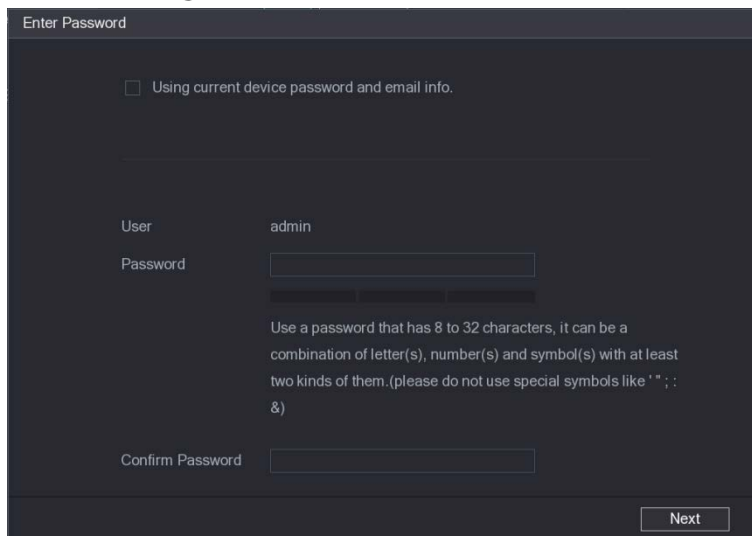 Enter Password
Using current device password and email info.
User admin
Password
Use a password that has 8 to 32 characters, it can be a
combination of letter(s), number(s) and symbol(s) with at least
two kinds of them.(please do not use special symbols like ' " ; :
&)
Confirm Password
Next